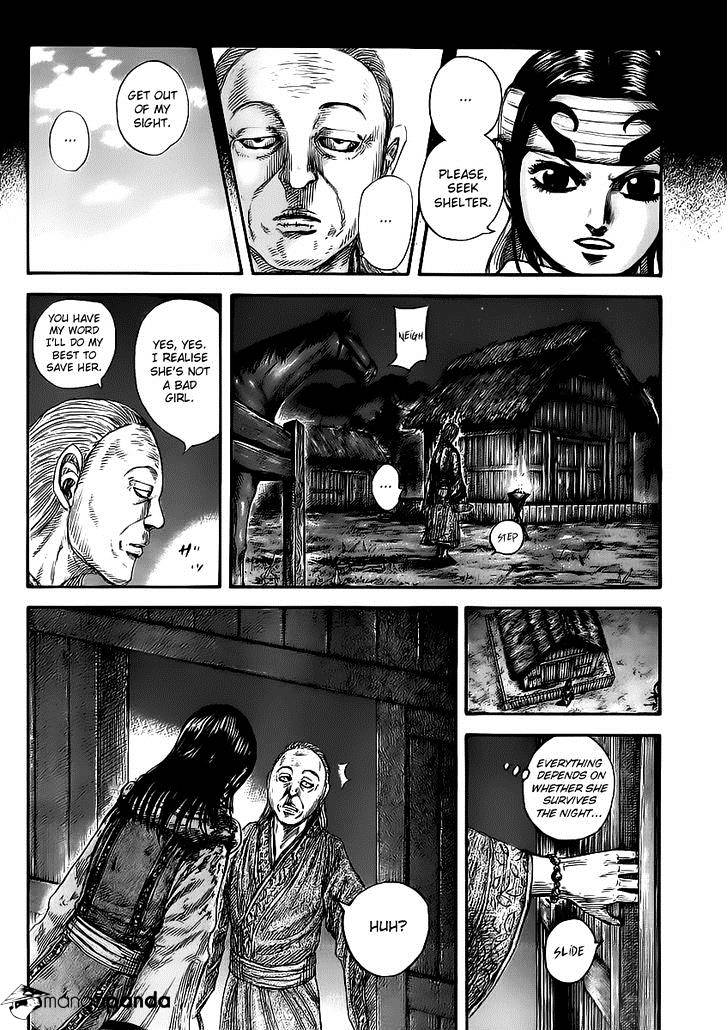 ...
PLEASE,
SEEK
SHELTER.
...
GET OUT
OF MY
SIGHT.
...
NEIGH
...
STEP
YES, YES.
I REALISE
SHE'S NOT
A BAD
GIRL.
YOU HAVE
MY WORD
I'LL DO MY
BEST TO
SAVE HER.
ザッ
EVERYTHING
DEPENDS ON
WHETHER SHE
SURVIVES
THE NIGHT...
SLIDE
HUH?
mangapanda